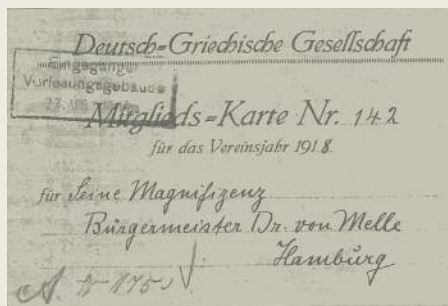 Deutsch-Griechische Gesellschaft
Eingegangen
Vorlesungsgebäude
Mitglieds-Karte Nr. 142
für das Vereinsjahr 1918
für Seine Magnifizenz
Bürgermeister Dr. von Melle
Hamburg